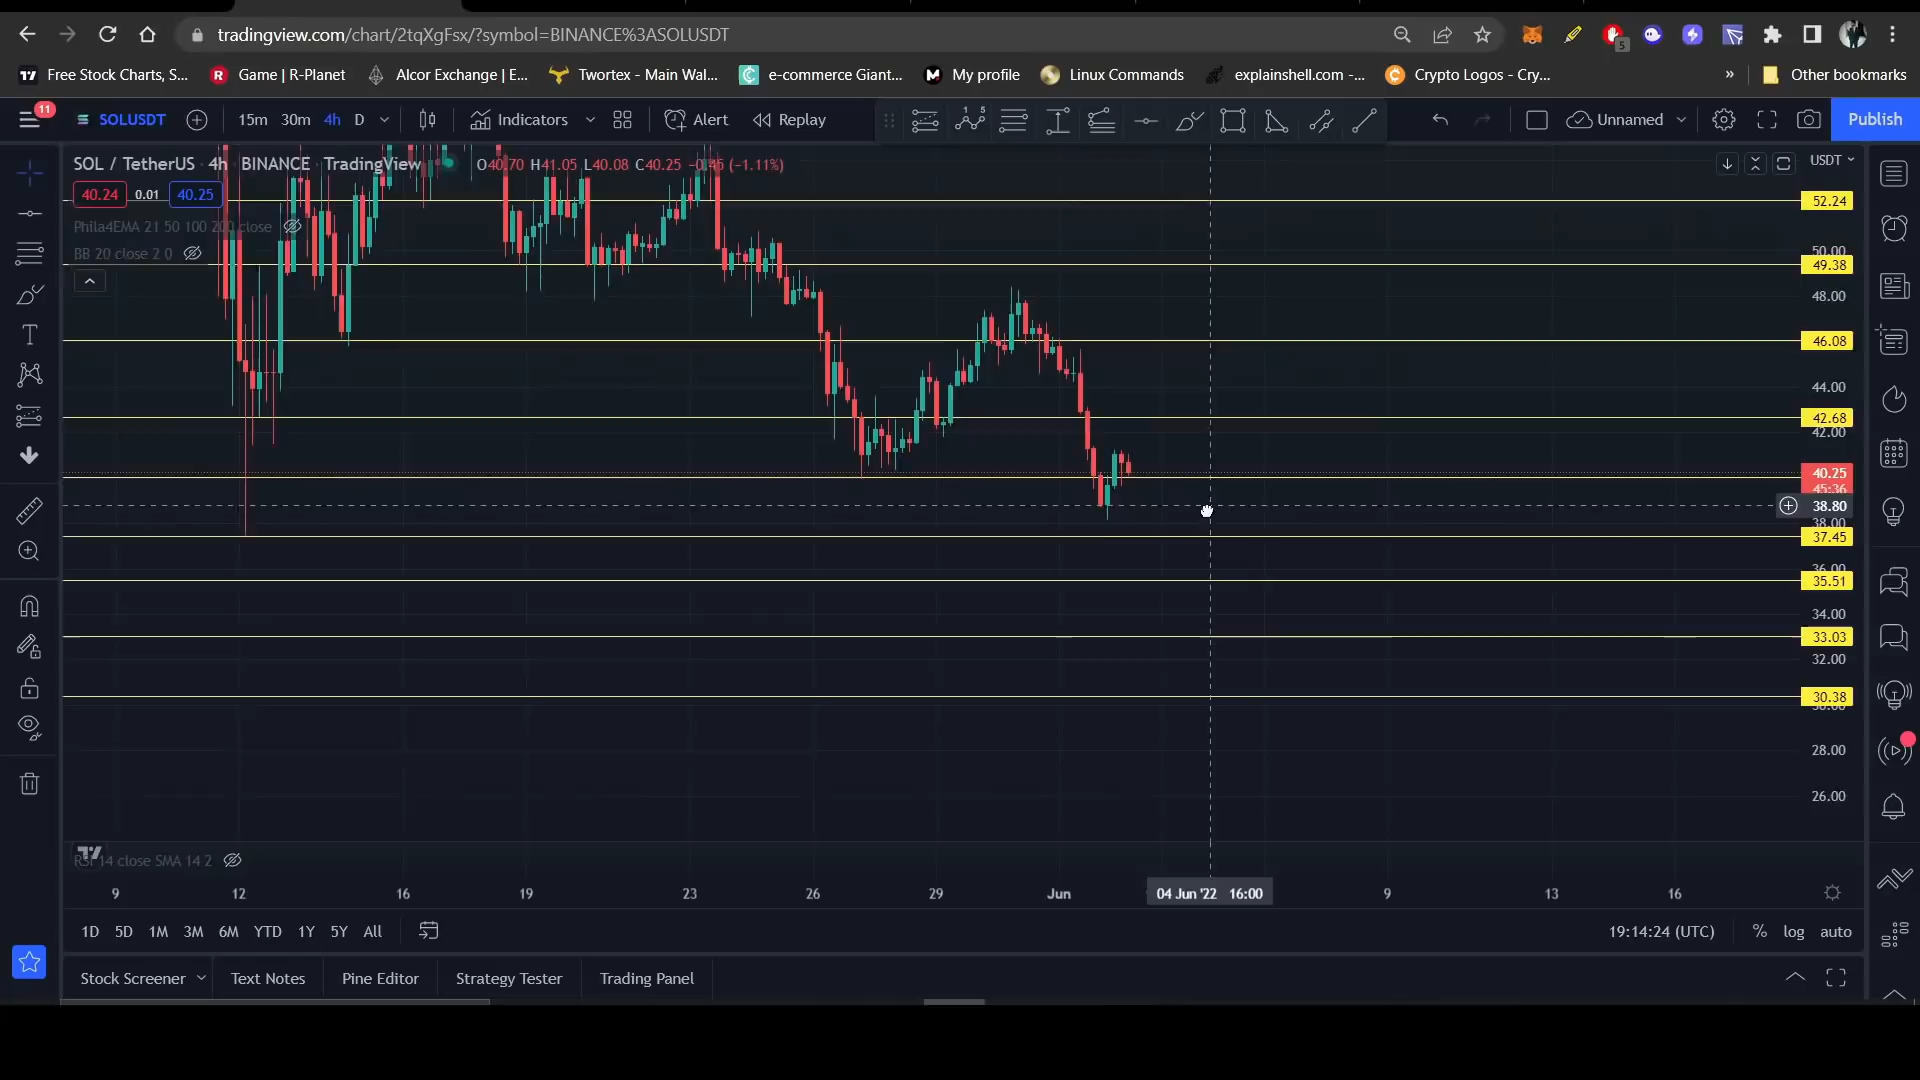 tradingview.com/chart/2tqXgFsx/?symbol=BINANCE%3ASOLUSDT
5
Free Stock Charts, S...
Game | R-Planet
Alcor Exchange | E...
Twortex - Main Wal...
e-commerce Giant...
My profile
Linux Commands
explainshell.com -...
Crypto Logos - Cry...
»
Other bookmarks
11
SOLUSDT
15m
30m
4h
D
Indicators
Alert
Replay
Unnamed
Publish
SOL / TetherUS · 4h · BINANCE · TradingView
O40.70 H41.05 L40.08 C40.25 −0.45 (−1.11%)
USDT
40.24
0.01
40.25
Phila4EMA 21 50 100 200 close
BB 20 close 2 0
52.24
50.00
49.38
48.00
46.08
44.00
42.68
42.00
40.25
45:36
38.80
38.00
37.45
36.00
35.51
34.00
33.03
32.00
30.38
30.00
28.00
26.00
RSI 14 close SMA 14 2
9
12
16
19
23
26
29
Jun
04 Jun '22 16:00
9
13
16
1D
5D
1M
3M
6M
YTD
1Y
5Y
All
19:14:24 (UTC)
%
log
auto
Stock Screener
Text Notes
Pine Editor
Strategy Tester
Trading Panel